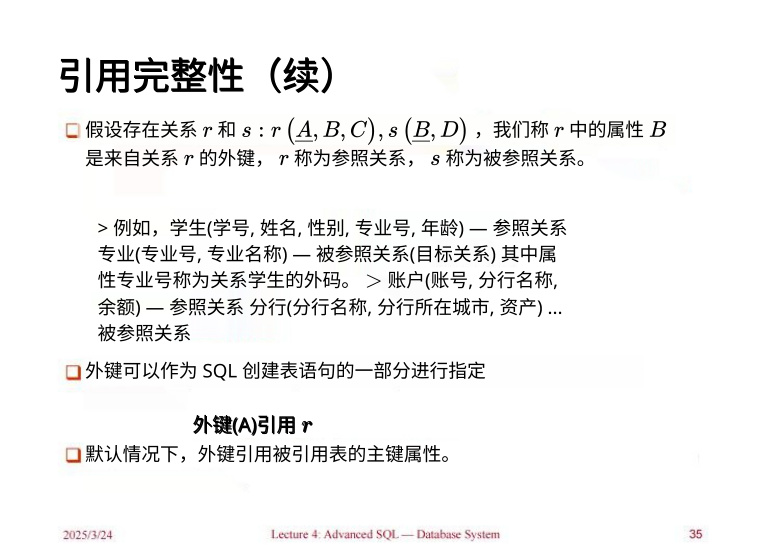 引用完整性（续）
❑ 假设存在关系 r 和 s : r (A, B, C), s (B, D) ，我们称 r 中的属性 B
是来自关系 r 的外键， r 称为参照关系， s 称为被参照关系。
> 例如，学生(学号, 姓名, 性别, 专业号, 年龄) — 参照关系
专业(专业号, 专业名称) — 被参照关系(目标关系) 其中属
性专业号称为关系学生的外码。 > 账户(账号, 分行名称,
余额) — 参照关系 分行(分行名称, 分行所在城市, 资产) ...
被参照关系
❑ 外键可以作为 SQL 创建表语句的一部分进行指定
外键(A)引用 r
❑ 默认情况下，外键引用被引用表的主键属性。
2025/3/24 Lecture 4: Advanced SQL — Database System 35